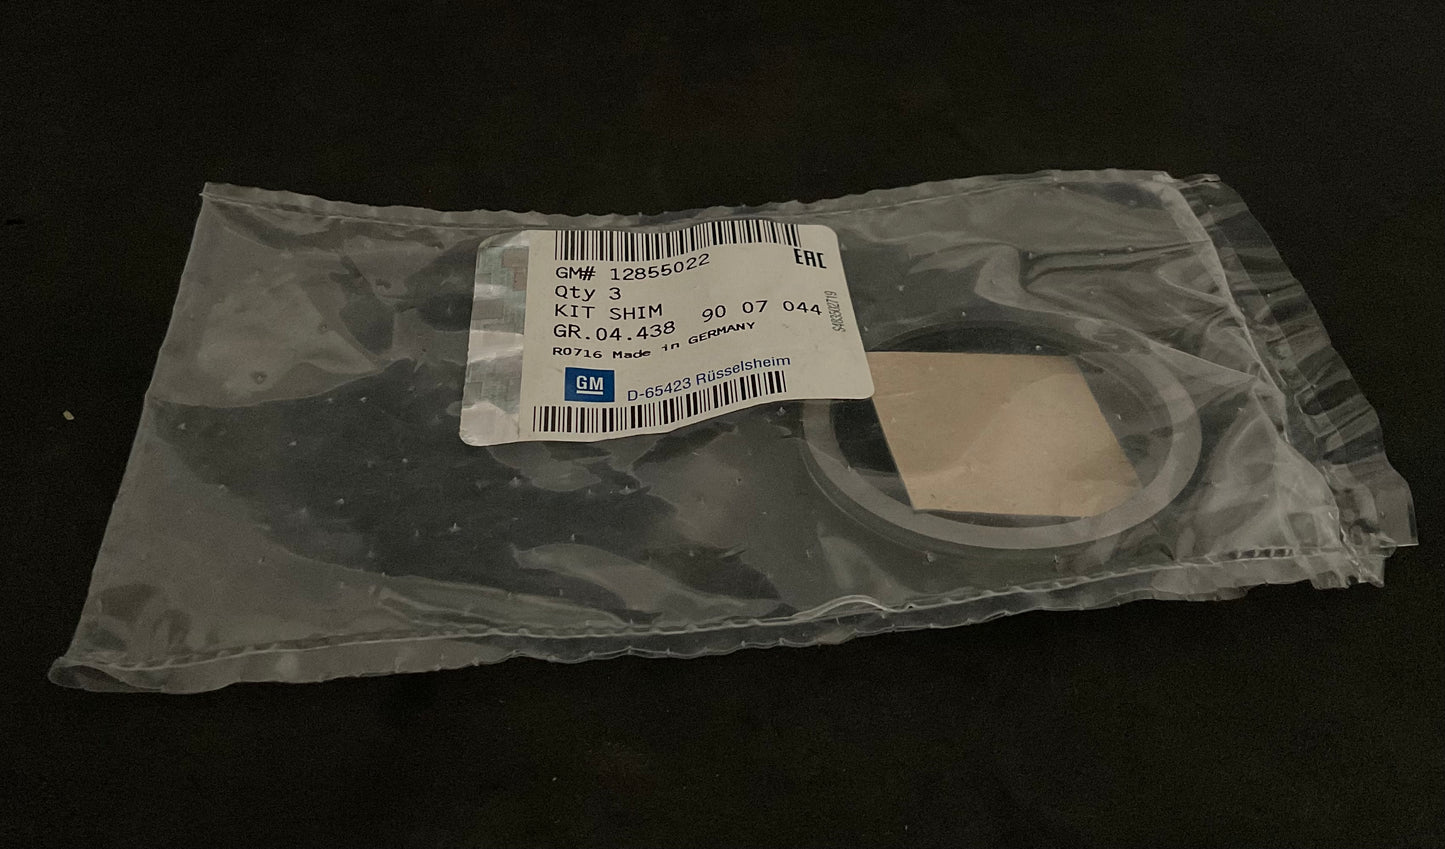 GM# 12855022
EAC
Qty 3
KIT SHIM 90 07 044
GR.04.438
R0716 Made in GERMANY
GM D-65423 Rüsselsheim
S483502719